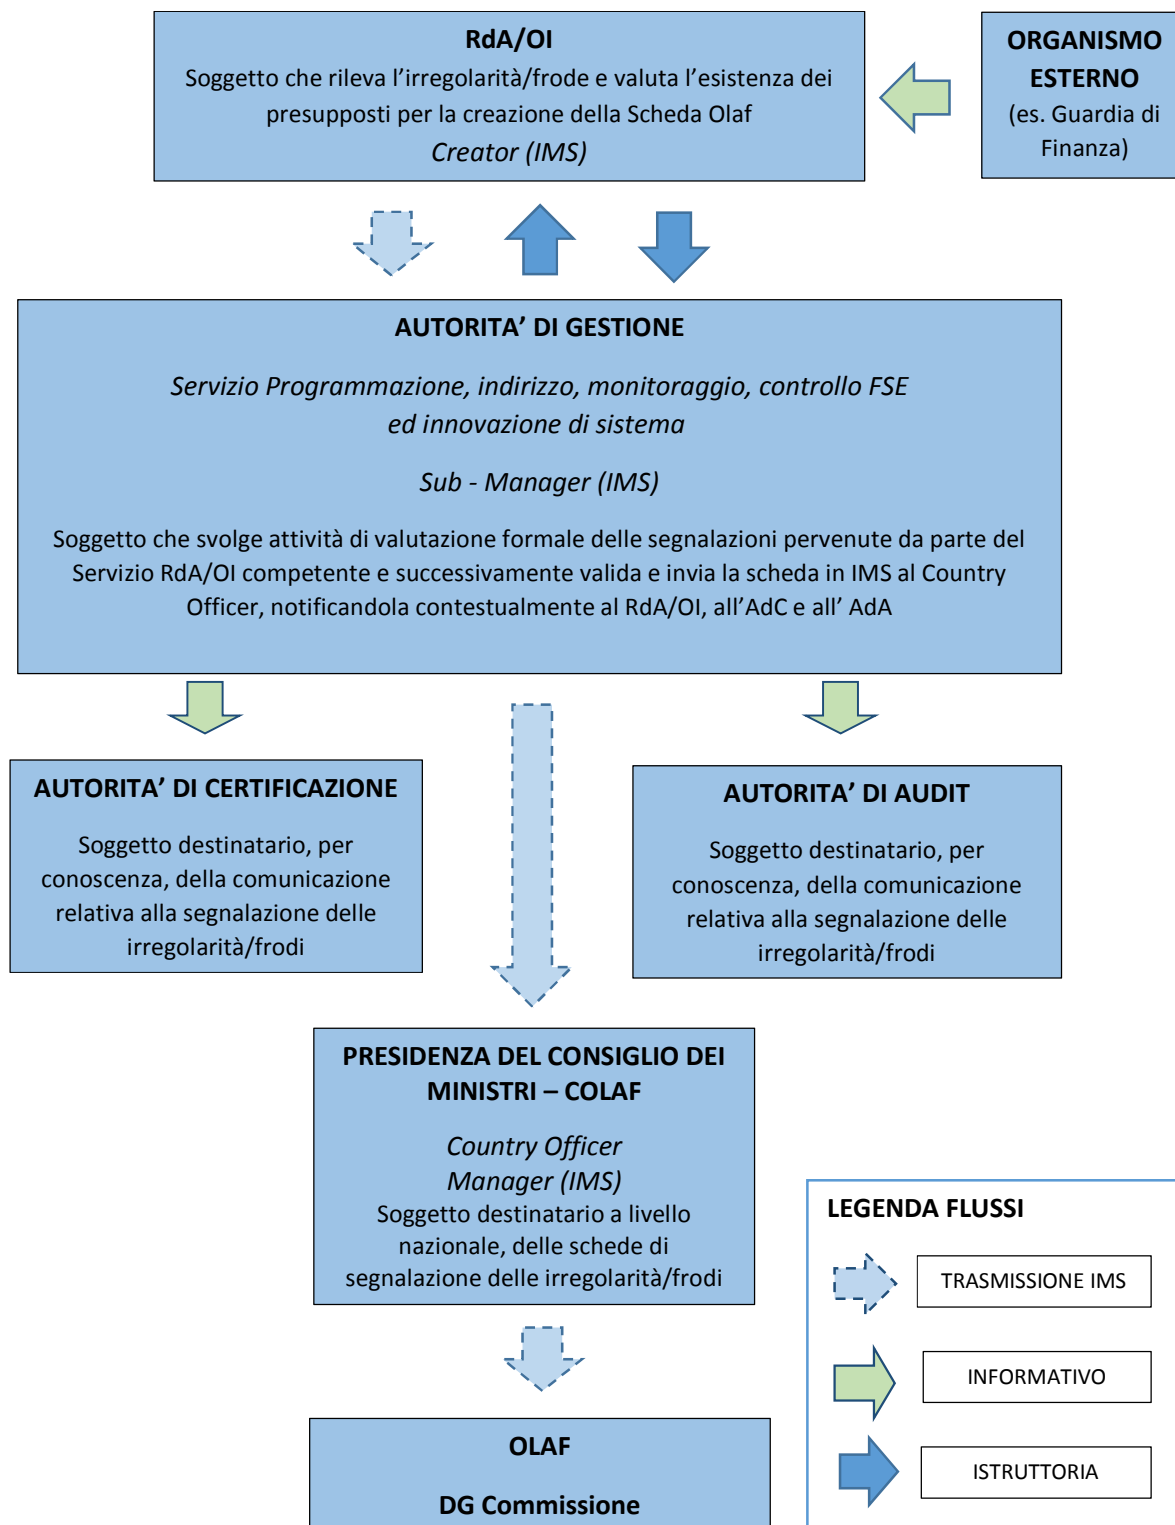 RdA/OI
Soggetto che rileva l’irregolarità/frode e valuta l’esistenza dei
presupposti per la creazione della Scheda Olaf
Creator (IMS)
ORGANISMO
ESTERNO
(es. Guardia di
Finanza)
AUTORITA’ DI GESTIONE
Servizio Programmazione, indirizzo, monitoraggio, controllo FSE
ed innovazione di sistema
Sub - Manager (IMS)
Soggetto che svolge attività di valutazione formale delle segnalazioni pervenute da parte del
Servizio RdA/OI competente e successivamente valida e invia la scheda in IMS al Country
Officer, notificandola contestualmente al RdA/OI, all’AdC e all’ AdA
AUTORITA’ DI CERTIFICAZIONE
Soggetto destinatario, per
conoscenza, della comunicazione
relativa alla segnalazione delle
irregolarità/frodi
AUTORITA’ DI AUDIT
Soggetto destinatario, per
conoscenza, della comunicazione
relativa alla segnalazione delle
irregolarità/frodi
PRESIDENZA DEL CONSIGLIO DEI
MINISTRI – COLAF
Country Officer
Manager (IMS)
Soggetto destinatario a livello
nazionale, delle schede di
segnalazione delle irregolarità/frodi
OLAF
DG Commissione
LEGENDA FLUSSI
TRASMISSIONE IMS
INFORMATIVO
ISTRUTTORIA